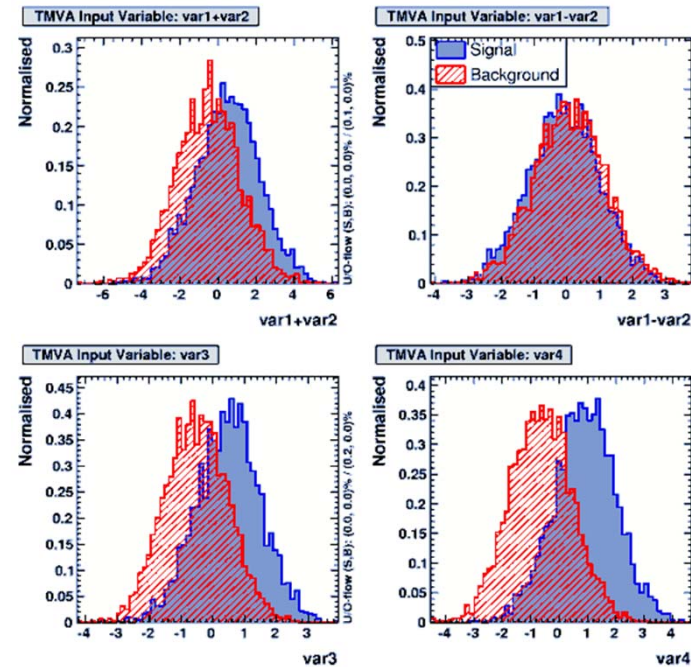 TMVA Input Variable: var1+var2
Normalised
0.3
0.25
0.2
0.15
0.1
0.05
0
-6 -4 -2 0 2 4 6
var1+var2
U/O-flow (S,B): (0.0, 0.0)% / (0.1, 0.0)%
TMVA Input Variable: var1-var2
Normalised
0.5
0.4
0.3
0.2
0.1
0
-4 -3 -2 -1 0 1 2 3
var1-var2
Signal
Background
TMVA Input Variable: var3
Normalised
0.45
0.4
0.35
0.3
0.25
0.2
0.15
0.1
0.05
0
-4 -3 -2 -1 0 1 2 3
var3
U/O-flow (S,B): (0.0, 0.0)% / (0.2, 0.0)%
TMVA Input Variable: var4
Normalised
0.4
0.35
0.3
0.25
0.2
0.15
0.1
0.05
0
-4 -3 -2 -1 0 1 2 3 4
var4